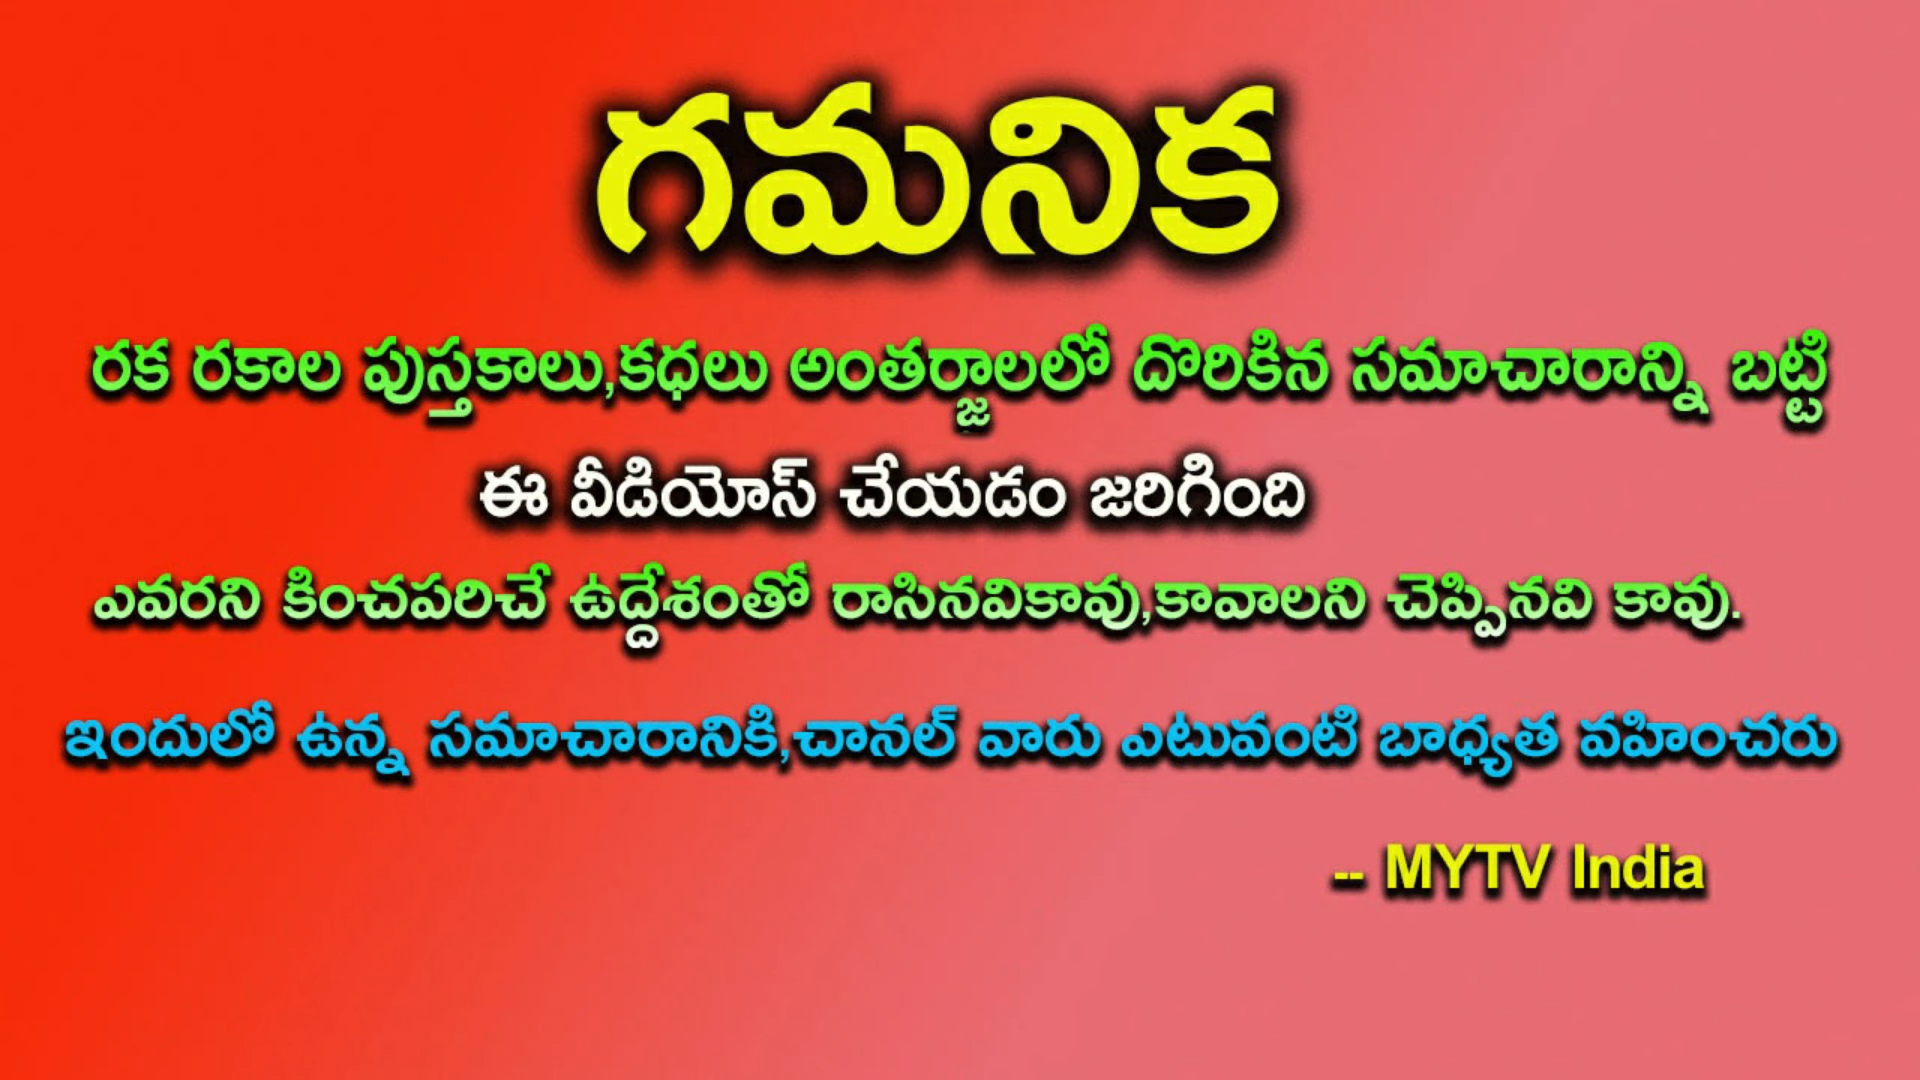 గమనిక
రక రకాల పుస్తకాలు,కధలు అంతర్జాలలో దొరికిన సమాచారాన్ని బట్టి
ఈ వీడియోస్ చేయడం జరిగింది
ఎవరని కించపరిచే ఉద్దేశంతో రాసినవికావు,కావాలని చెప్పినవి కావు.
ఇందులో ఉన్న సమాచారానికి,చానల్ వారు ఎటువంటి బాధ్యత వహించరు
-- MYTV India